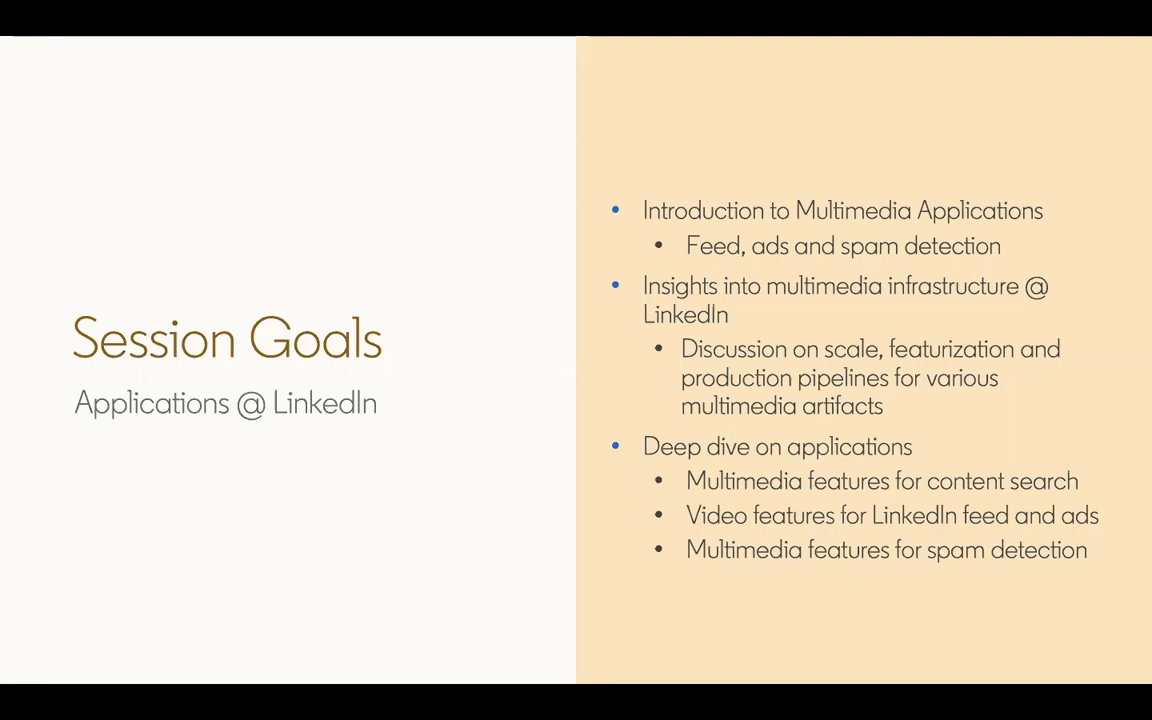 Session Goals
Applications @ LinkedIn
• Introduction to Multimedia Applications
• Feed, ads and spam detection
• Insights into multimedia infrastructure @
LinkedIn
• Discussion on scale, featurization and
production pipelines for various
multimedia artifacts
• Deep dive on applications
• Multimedia features for content search
• Video features for LinkedIn feed and ads
• Multimedia features for spam detection